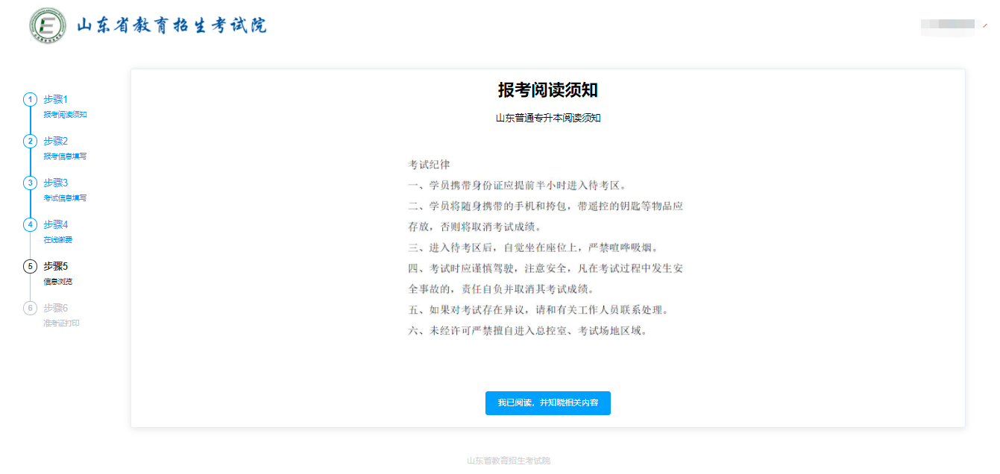 山东省教育招生考试院
1 步骤1
报考阅读须知
2 步骤2
报考信息填写
3 步骤3
考试信息填写
4 步骤4
在线缴费
5 步骤5
信息浏览
6 步骤6
准考证打印
报考阅读须知
山东普通专升本阅读须知
考试纪律
一、学员携带身份证应提前半小时进入待考区。
二、学员将随身携带的手机和挎包，带遥控的钥匙等物品应
存放，否则将取消考试成绩。
三、进入待考区后，自觉坐在座位上，严禁喧哗吸烟。
四、考试时应谨慎驾驶，注意安全，凡在考试过程中发生安
全事故的，责任自负并取消其考试成绩。
五、如果对考试存在异议，请和有关工作人员联系处理。
六、未经许可严禁擅自进入总控室、考试场地区域。
我已阅读，并知晓相关内容
山东省教育招生考试院